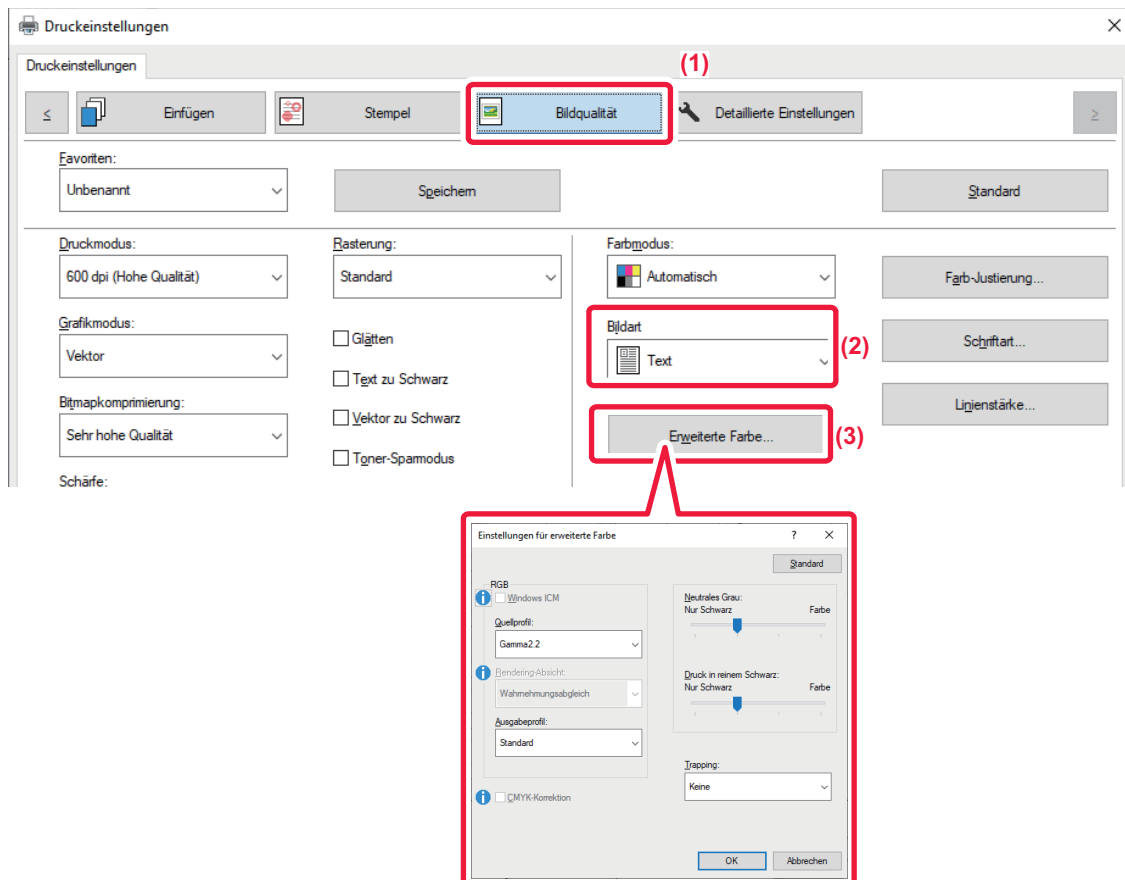 Druckeinstellungen
Druckeinstellungen
(1)
<
Einfügen
Stempel
Bildqualität
Detaillierte Einstellungen
>
Favoriten:
Unbenannt
Speichern
Standard
Druckmodus:
600 dpi (Hohe Qualität)
Rasterung:
Standard
Farbmodus:
Automatisch
Farb-Justierung...
Grafikmodus:
Vektor
Glätten
Text zu Schwarz
Bildart
Text
(2)
Schriftart...
Bitmapkomprimierung:
Sehr hohe Qualität
Vektor zu Schwarz
Toner-Sparmodus
Erweiterte Farbe...
(3)
Linienstärke...
Schärfe:
Einstellungen für erweiterte Farbe
?
Standard
RGB
Windows ICM
Quellprofil:
Gamma2.2
Rendering-Absicht:
Wahrnehmungsabgleich
Ausgabeprofil:
Standard
CMYK-Korrektion
Neutrales Grau:
Nur Schwarz Farbe
Druck in reinem Schwarz:
Nur Schwarz Farbe
Trapping:
Keine
OK
Abbrechen